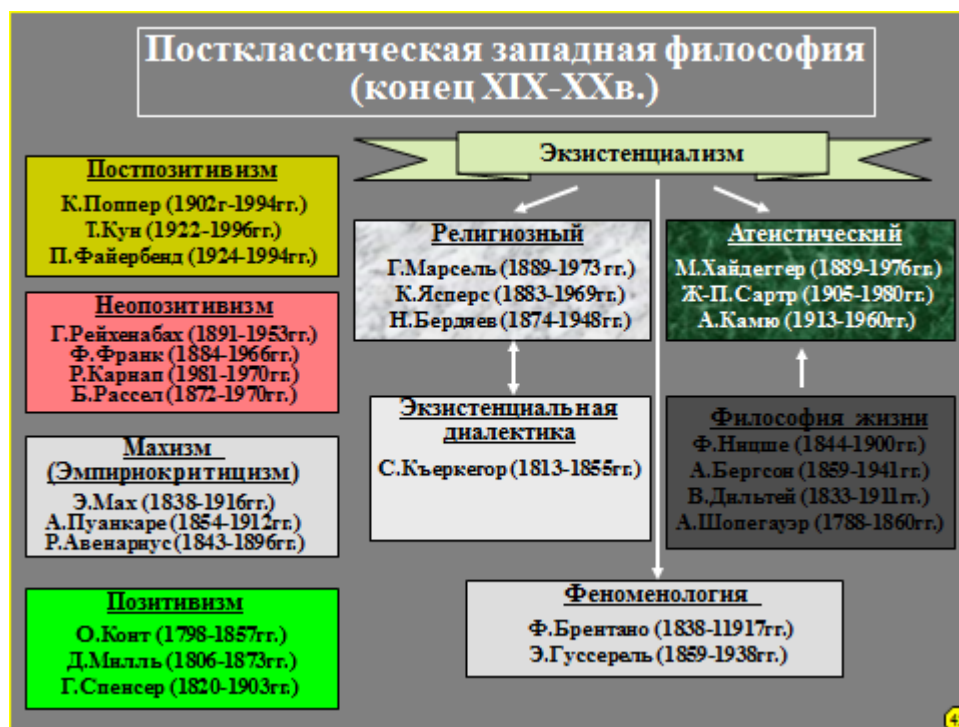 Постклассическая западная философия
(конец XIX-XXв.)
Экзистенциализм
Постпозитивизм
К.Поппер (1902г-1994гг.)
Т.Кун (1922-1996гг.)
П.Файербенд (1924-1994гг.)
Неопозитивизм
Г.Рейхенабах (1891-1953гг.)
Ф.Франк (1884-1966гг.)
Р.Карнап (1981-1970гг.)
Б.Рассел (1872-1970гг.)
Махизм
(Эмпириокритицизм)
Э.Мах (1838-1916гг.)
А.Пуанкаре (1854-1912гг.)
Р.Авенариус (1843-1896гг.)
Позитивизм
О.Конт (1798-1857гг.)
Д.Милль (1806-1873гг.)
Г.Спенсер (1820-1903гг.)
Религиозный
Г.Марсель (1889-1973гг.)
К.Ясперс (1883-1969гг.)
Н.Бердяев (1874-1948гг.)
Атеистический
М.Хайдеггер (1889-1976гг.)
Ж-П.Сартр (1905-1980гг.)
А.Камю (1913-1960гг.)
Экзистенциальная
диалектика
С.Къеркегор (1813-1855гг.)
Философия жизни
Ф.Ницше (1844-1900гг.)
А.Бергсон (1859-1941гг.)
В.Дильтей (1833-1911гг.)
А.Шопегауэр (1788-1860гг.)
Феноменология
Ф.Брентано (1838-11917гг.)
Э.Гуссерель (1859-1938гг.)
4